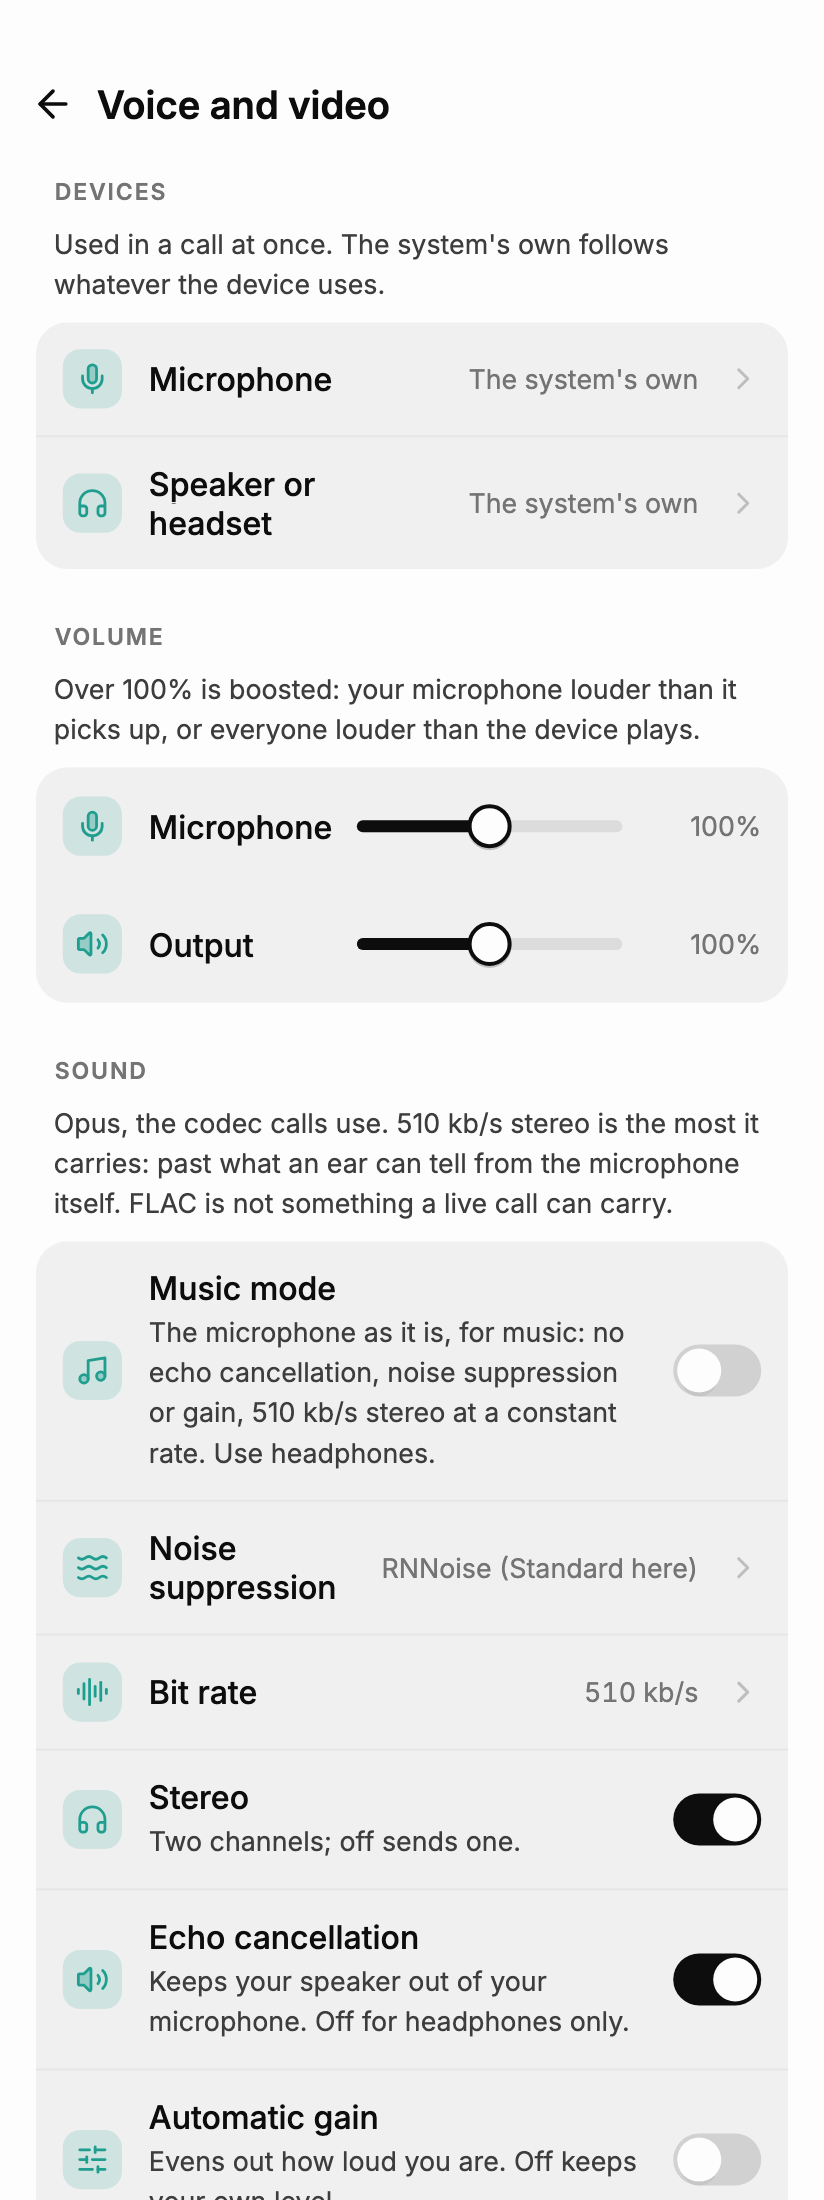 Voice and video
DEVICES
Used in a call at once. The system's own follows
whatever the device uses.
Microphone
The system's own
Speaker or
headset
The system's own
VOLUME
Over 100% is boosted: your microphone louder than it
picks up, or everyone louder than the device plays.
Microphone
100%
Output
100%
SOUND
Opus, the codec calls use. 510 kb/s stereo is the most it
carries: past what an ear can tell from the microphone
itself. FLAC is not something a live call can carry.
Music mode
The microphone as it is, for music: no
echo cancellation, noise suppression
or gain, 510 kb/s stereo at a constant
rate. Use headphones.
Noise
suppression
RNNoise (Standard here)
Bit rate
510 kb/s
Stereo
Two channels; off sends one.
Echo cancellation
Keeps your speaker out of your
microphone. Off for headphones only.
Automatic gain
Evens out how loud you are. Off keeps
your own level